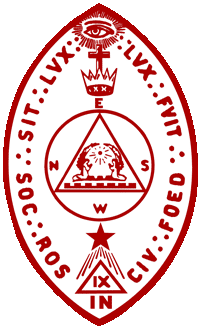 SOC∴ ROS∴ SIT∴ LVX∴ ∴LVX∴ FVIT∴ ∴FOED∴ CIV
E
N S
W
IX
IN